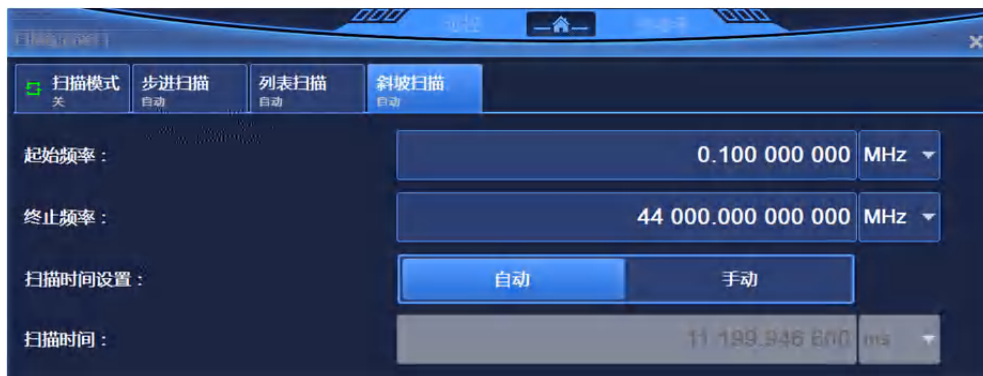 扫描模式 步进扫描 列表扫描 斜坡扫描
关 自动 自动 自动
起始频率： 0.100 000 000 MHz
终止频率： 44 000.000 000 000 MHz
扫描时间设置： 自动 手动
扫描时间： 11 199.946 800 ms